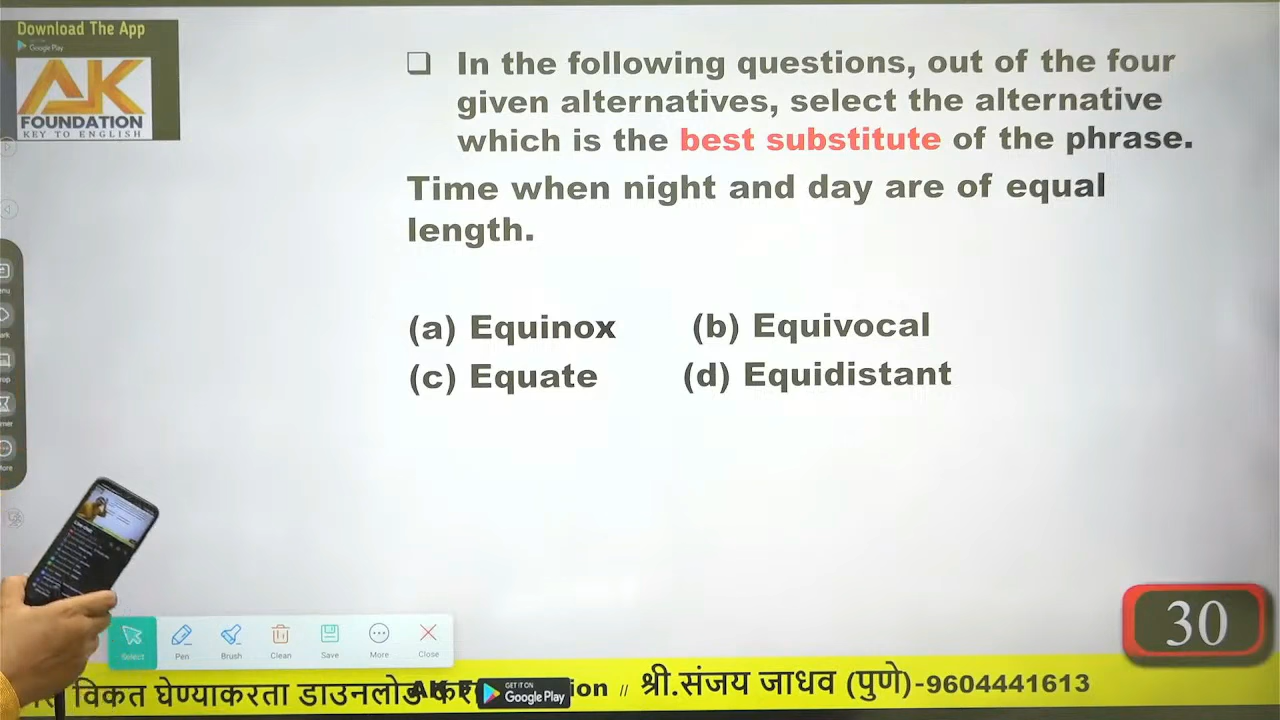 Download The App
GET IT ON
Google Play
AK
FOUNDATION
KEY TO ENGLISH
❑ In the following questions, out of the four
given alternatives, select the alternative
which is the best substitute of the phrase.
Time when night and day are of equal
length.
(a) Equinox (b) Equivocal
(c) Equate (d) Equidistant
30
Select Pen Brush Clean Save More Close
विकत घेण्याकरता डाउनलोड
GET IT ON
Google Play
// श्री.संजय जाधव (पुणे)-9604441613